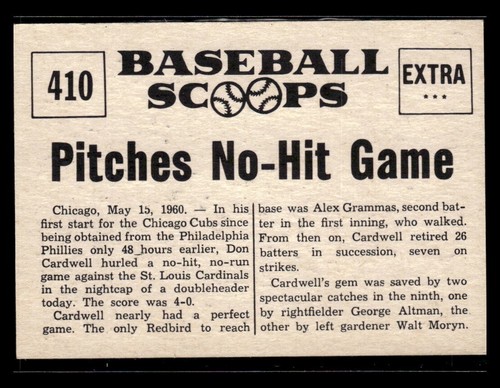 410
BASEBALL
SCOOPS
EXTRA
***
Pitches No-Hit Game
Chicago, May 15, 1960. — In his
first start for the Chicago Cubs since
being obtained from the Philadelphia
Phillies only 48 hours earlier, Don
Cardwell hurled a no-hit, no-run
game against the St. Louis Cardinals
in the nightcap of a doubleheader
today. The score was 4-0.
Cardwell nearly had a perfect
game. The only Redbird to reach
base was Alex Grammas, second bat-
ter in the first inning, who walked.
From then on, Cardwell retired 26
batters in succession, seven on
strikes.
Cardwell's gem was saved by two
spectacular catches in the ninth, one
by rightfielder George Altman, the
other by left gardener Walt Moryn.